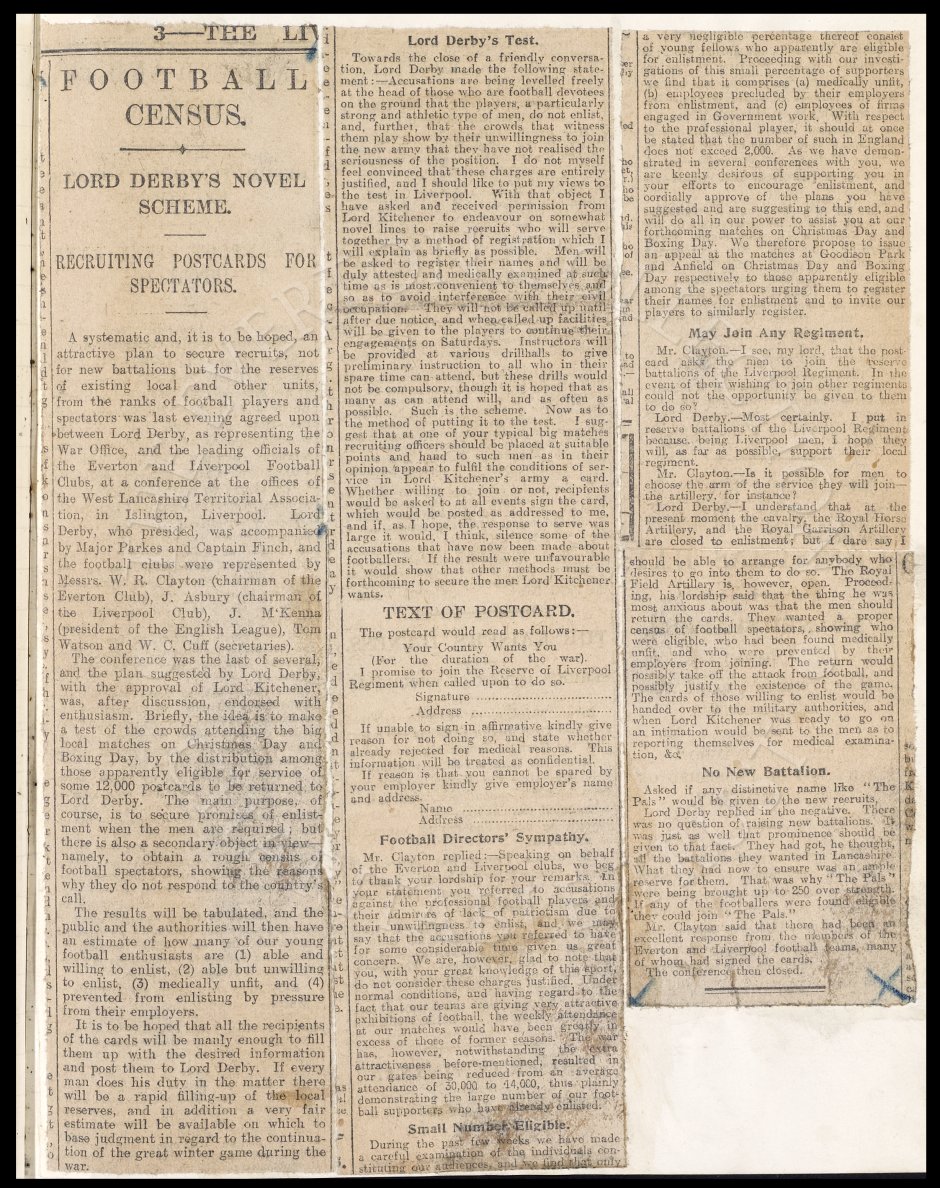 3—THE LI
FOOTBALL
CENSUS.
LORD DERBY'S NOVEL
SCHEME.
RECRUITING POSTCARDS FOR
SPECTATORS.
A systematic and, it is to be hoped, an
attractive plan to secure recruits, not
for new battalions but for the reserves
of existing local and other units,
from the ranks of football players and
spectators was last evening agreed upon
between Lord Derby, as representing the
War Office, and the leading officials of
the Everton and Liverpool Football
Clubs, at a conference at the offices of
the West Lancashire Territorial Associa-
tion, in Islington, Liverpool. Lord
Derby, who presided, was accompanied
by Major Parkes and Captain Finch, and
the football clubs were represented by
Messrs. W. R. Clayton (chairman of the
Everton Club), J. Asbury (chairman of
the Liverpool Club), J. M'Kenna
(president of the English League), Tom
Watson and W. C. Cuff (secretaries).
The conference was the last of several,
and the plan suggested by Lord Derby,
with the approval of Lord Kitchener,
was, after discussion, endorsed with
enthusiasm. Briefly, the idea is to make
a test of the crowds attending the big
local matches on Christmas Day and
Boxing Day, by the distribution among
those apparently eligible for service of
some 12,000 postcards to be returned to
Lord Derby. The main purpose, of
course, is to secure promises of enlist-
ment when the men are required; but
there is also a secondary object in view—
namely, to obtain a rough census of
football spectators, showing the reasons
why they do not respond to the country's
call.
The results will be tabulated, and the
public and the authorities will then have
an estimate of how many of our young
football enthusiasts are (1) able and
willing to enlist, (2) able but unwilling
to enlist, (3) medically unfit, and (4)
prevented from enlisting by pressure
from their employers.
It is to be hoped that all the recipients
of the cards will be manly enough to fill
them up with the desired information
and post them to Lord Derby. If every
man does his duty in the matter there
will be a rapid filling-up of the local
reserves, and in addition a very fair
estimate will be available on which to
base judgment in regard to the continua-
tion of the great winter game during the
war.
Lord Derby's Test.
Towards the close of a friendly conversa-
tion, Lord Derby made the following state-
ment:—Accusations are being levelled freely
at the head of those who are football devotees
on the ground that the players, a particularly
strong and athletic type of men, do not enlist,
and, further, that the crowds that witness
them play show by their unwillingness to join
the new army that they have not realised the
seriousness of the position. I do not myself
feel convinced that these charges are entirely
justified, and I should like to put my views to
the test in Liverpool. With that object I
have asked and received permission from
Lord Kitchener to endeavour on somewhat
novel lines to raise recruits who will serve
together by a method of registration which I
will explain as briefly as possible. Men will
be asked to register their names and will be
duly attested and medically examined at such
time as is most convenient to themselves and
so as to avoid interference with their civil
occupation. They will not be called up until
after due notice, and when called up facilities
will be given to the players to continue their
engagements on Saturdays. Instructors will
be provided at various drillhalls to give
preliminary instruction to all who in their
spare time can attend, but these drills would
not be compulsory, though it is hoped that as
many as can attend will, and as often as
possible. Such is the scheme. Now as to
the method of putting it to the test. I sug-
gest that at one of your typical big matches
recruiting officers should be placed at suitable
points and hand to such men as in their
opinion appear to fulfil the conditions of ser-
vice in Lord Kitchener's army a card.
Whether willing to join or not, recipients
would be asked to at all events sign the card,
which would be posted as addressed to me,
and if, as I hope, the response to serve was
large it would, I think, silence some of the
accusations that have now been made about
footballers. If the result were unfavourable
it would show that other methods must be
forthcoming to secure the men Lord Kitchener
wants.
TEXT OF POSTCARD.
The postcard would read as follows:—
Your Country Wants You
(For the duration of the war).
I promise to join the Reserve of Liverpool
Regiment when called upon to do so.
Signature
Address
If unable to sign in affirmative kindly give
reason for not doing so, and state whether
already rejected for medical reasons. This
information will be treated as confidential.
If reason is that you cannot be spared by
your employer kindly give employer's name
and address.
Name
Address
Football Directors' Sympathy.
Mr. Clayton replied:—Speaking on behalf
of the Everton and Liverpool clubs, we beg
to thank your lordship for your remarks. In
your statement you referred to accusations
against the professional football players and
their admirers of lack of patriotism due to
their unwillingness to enlist, and we may
say that the accusations you referred to have
for some considerable time given us great
concern. We are, however, glad to note that
you, with your great knowledge of this sport,
do not consider these charges justified. Under
normal conditions, and having regard to the
fact that our teams are giving very attractive
exhibitions of football, the weekly attendance
at our matches would have been greatly in
excess of those of former seasons. The war
has, however, notwithstanding the extra
attractiveness before-mentioned, resulted in
our gates being reduced from an average
attendance of 30,000 to 14,000, thus plainly
demonstrating the large number of our foot-
ball supporters who have already enlisted.
Small Number Eligible.
During the past few weeks we have made
a careful examination of the individuals con-
stituting our audiences, and we find that only
a very negligible percentage thereof consist
of young fellows who apparently are eligible
for enlistment. Proceeding with our investi-
gations of this small percentage of supporters
we find that it comprises (a) medically unfit,
(b) employees precluded by their employers
from enlistment, and (c) employees of firms
engaged in Government work. With respect
to the professional player, it should at once
be stated that the number of such in England
does not exceed 2,000. As we have demon-
strated in several conferences with you, we
are keenly desirous of supporting you in
your efforts to encourage enlistment, and
cordially approve of the plans you have
suggested and are suggesting to this end, and
will do all in our power to assist you at our
forthcoming matches on Christmas Day and
Boxing Day. We therefore propose to issue
an appeal at the matches at Goodison Park
and Anfield on Christmas Day and Boxing
Day respectively to those apparently eligible
among the spectators urging them to register
their names for enlistment and to invite our
players to similarly register.
May Join Any Regiment.
Mr. Clayton.—I see, my lord, that the post-
card asks the men to join the reserve
battalions of the Liverpool Regiment. In the
event of their wishing to join other regiments
could not the opportunity be given to them
to do so?
Lord Derby.—Most certainly. I put in
reserve battalions of the Liverpool Regiment
because, being Liverpool men, I hope they
will, as far as possible, support their local
regiment.
Mr. Clayton.—Is it possible for men to
choose the arm of the service they will join—
the artillery, for instance?
Lord Derby.—I understand that at the
present moment the cavalry, the Royal Horse
Artillery, and the Royal Garrison Artillery
are closed to enlistment; but I dare say I
should be able to arrange for anybody who
desires to go into them to do so. The Royal
Field Artillery is, however, open. Proceed-
ing, his lordship said that the thing he was
most anxious about was that the men should
return the cards. They wanted a proper
census of football spectators, showing who
were eligible, who had been found medically
unfit, and who were prevented by their
employers from joining. The return would
possibly take off the attack from football, and
possibly justify the existence of the game.
The cards of those willing to enlist would be
handed over to the military authorities, and
when Lord Kitchener was ready to go on
an intimation would be sent to the men as to
reporting themselves for medical examina-
tion, &c.
No New Battalion.
Asked if any distinctive name like "The
Pals" would be given to the new recruits,
Lord Derby replied in the negative. There
was no question of raising new battalions. It
was just as well that prominence should be
given to that fact. They had got, he thought,
all the battalions they wanted in Lancashire.
What they had now to ensure was an ample
reserve for them. That was why "The Pals"
were being brought up to 250 over strength.
If any of the footballers were found eligible
they could join "The Pals."
Mr. Clayton said that there had been an
excellent response from the members of the
Everton and Liverpool football teams, many
of whom had signed the cards.
The conference then closed.